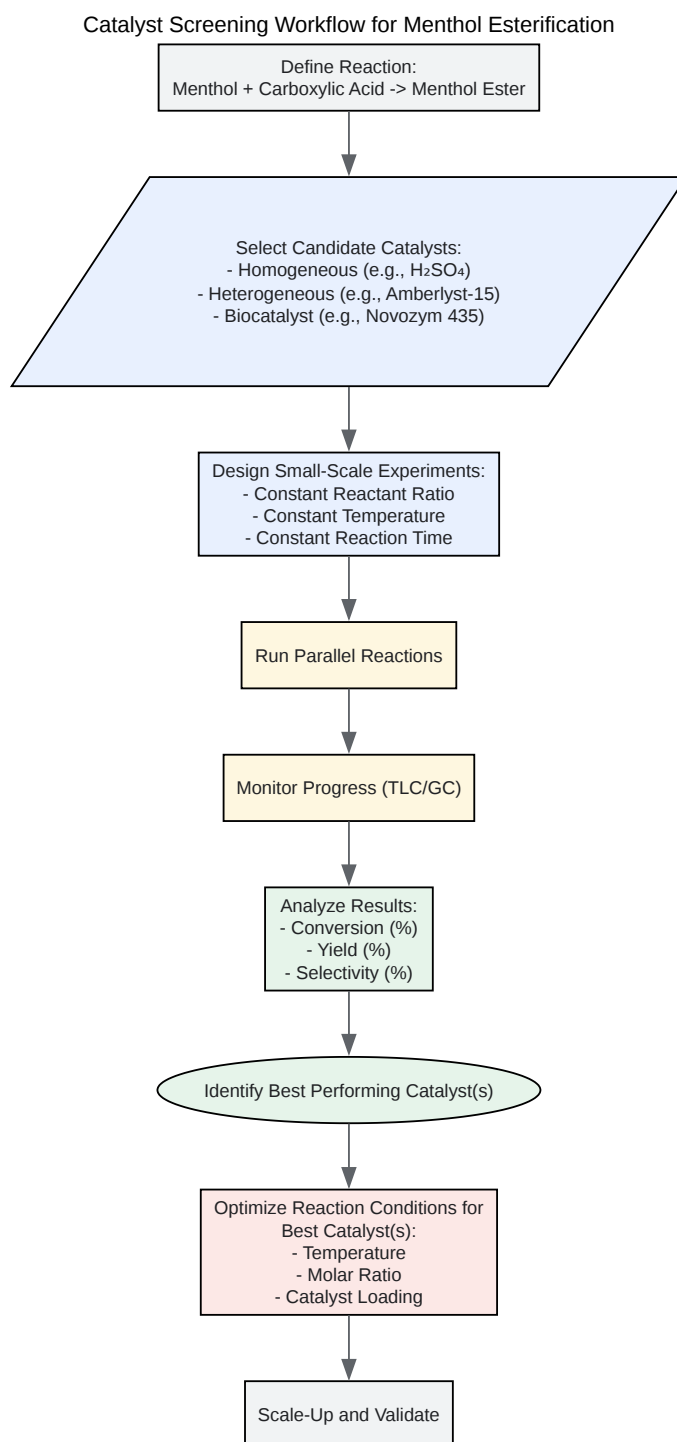 Catalyst Screening Workflow for Menthol Esterification
Define Reaction:
Menthol + Carboxylic Acid -> Menthol Ester
Select Candidate Catalysts:
- Homogeneous (e.g., H₂SO₄)
- Heterogeneous (e.g., Amberlyst-15)
- Biocatalyst (e.g., Novozym 435)
Design Small-Scale Experiments:
- Constant Reactant Ratio
- Constant Temperature
- Constant Reaction Time
Run Parallel Reactions
Monitor Progress (TLC/GC)
Analyze Results:
- Conversion (%)
- Yield (%)
- Selectivity (%)
Identify Best Performing Catalyst(s)
Optimize Reaction Conditions for
Best Catalyst(s):
- Temperature
- Molar Ratio
- Catalyst Loading
Scale-Up and Validate